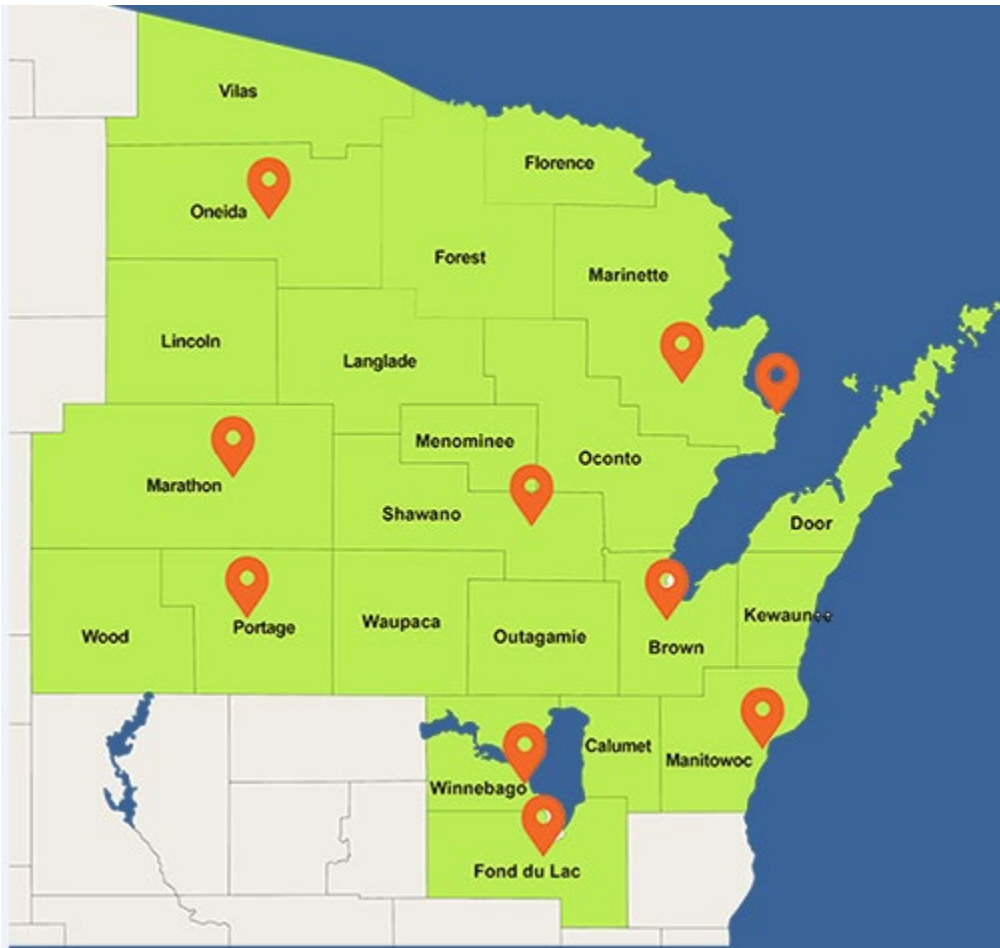 Vilas
Florence
Oneida
Forest
Marinette
Lincoln
Langlade
Menominee
Oconto
Marathon
Shawano
Door
Kewaunee
Waupaca
Portage
Wood
Outagamie
Brown
Calumet
Manitowoc
Winnebago
Fond du Lac